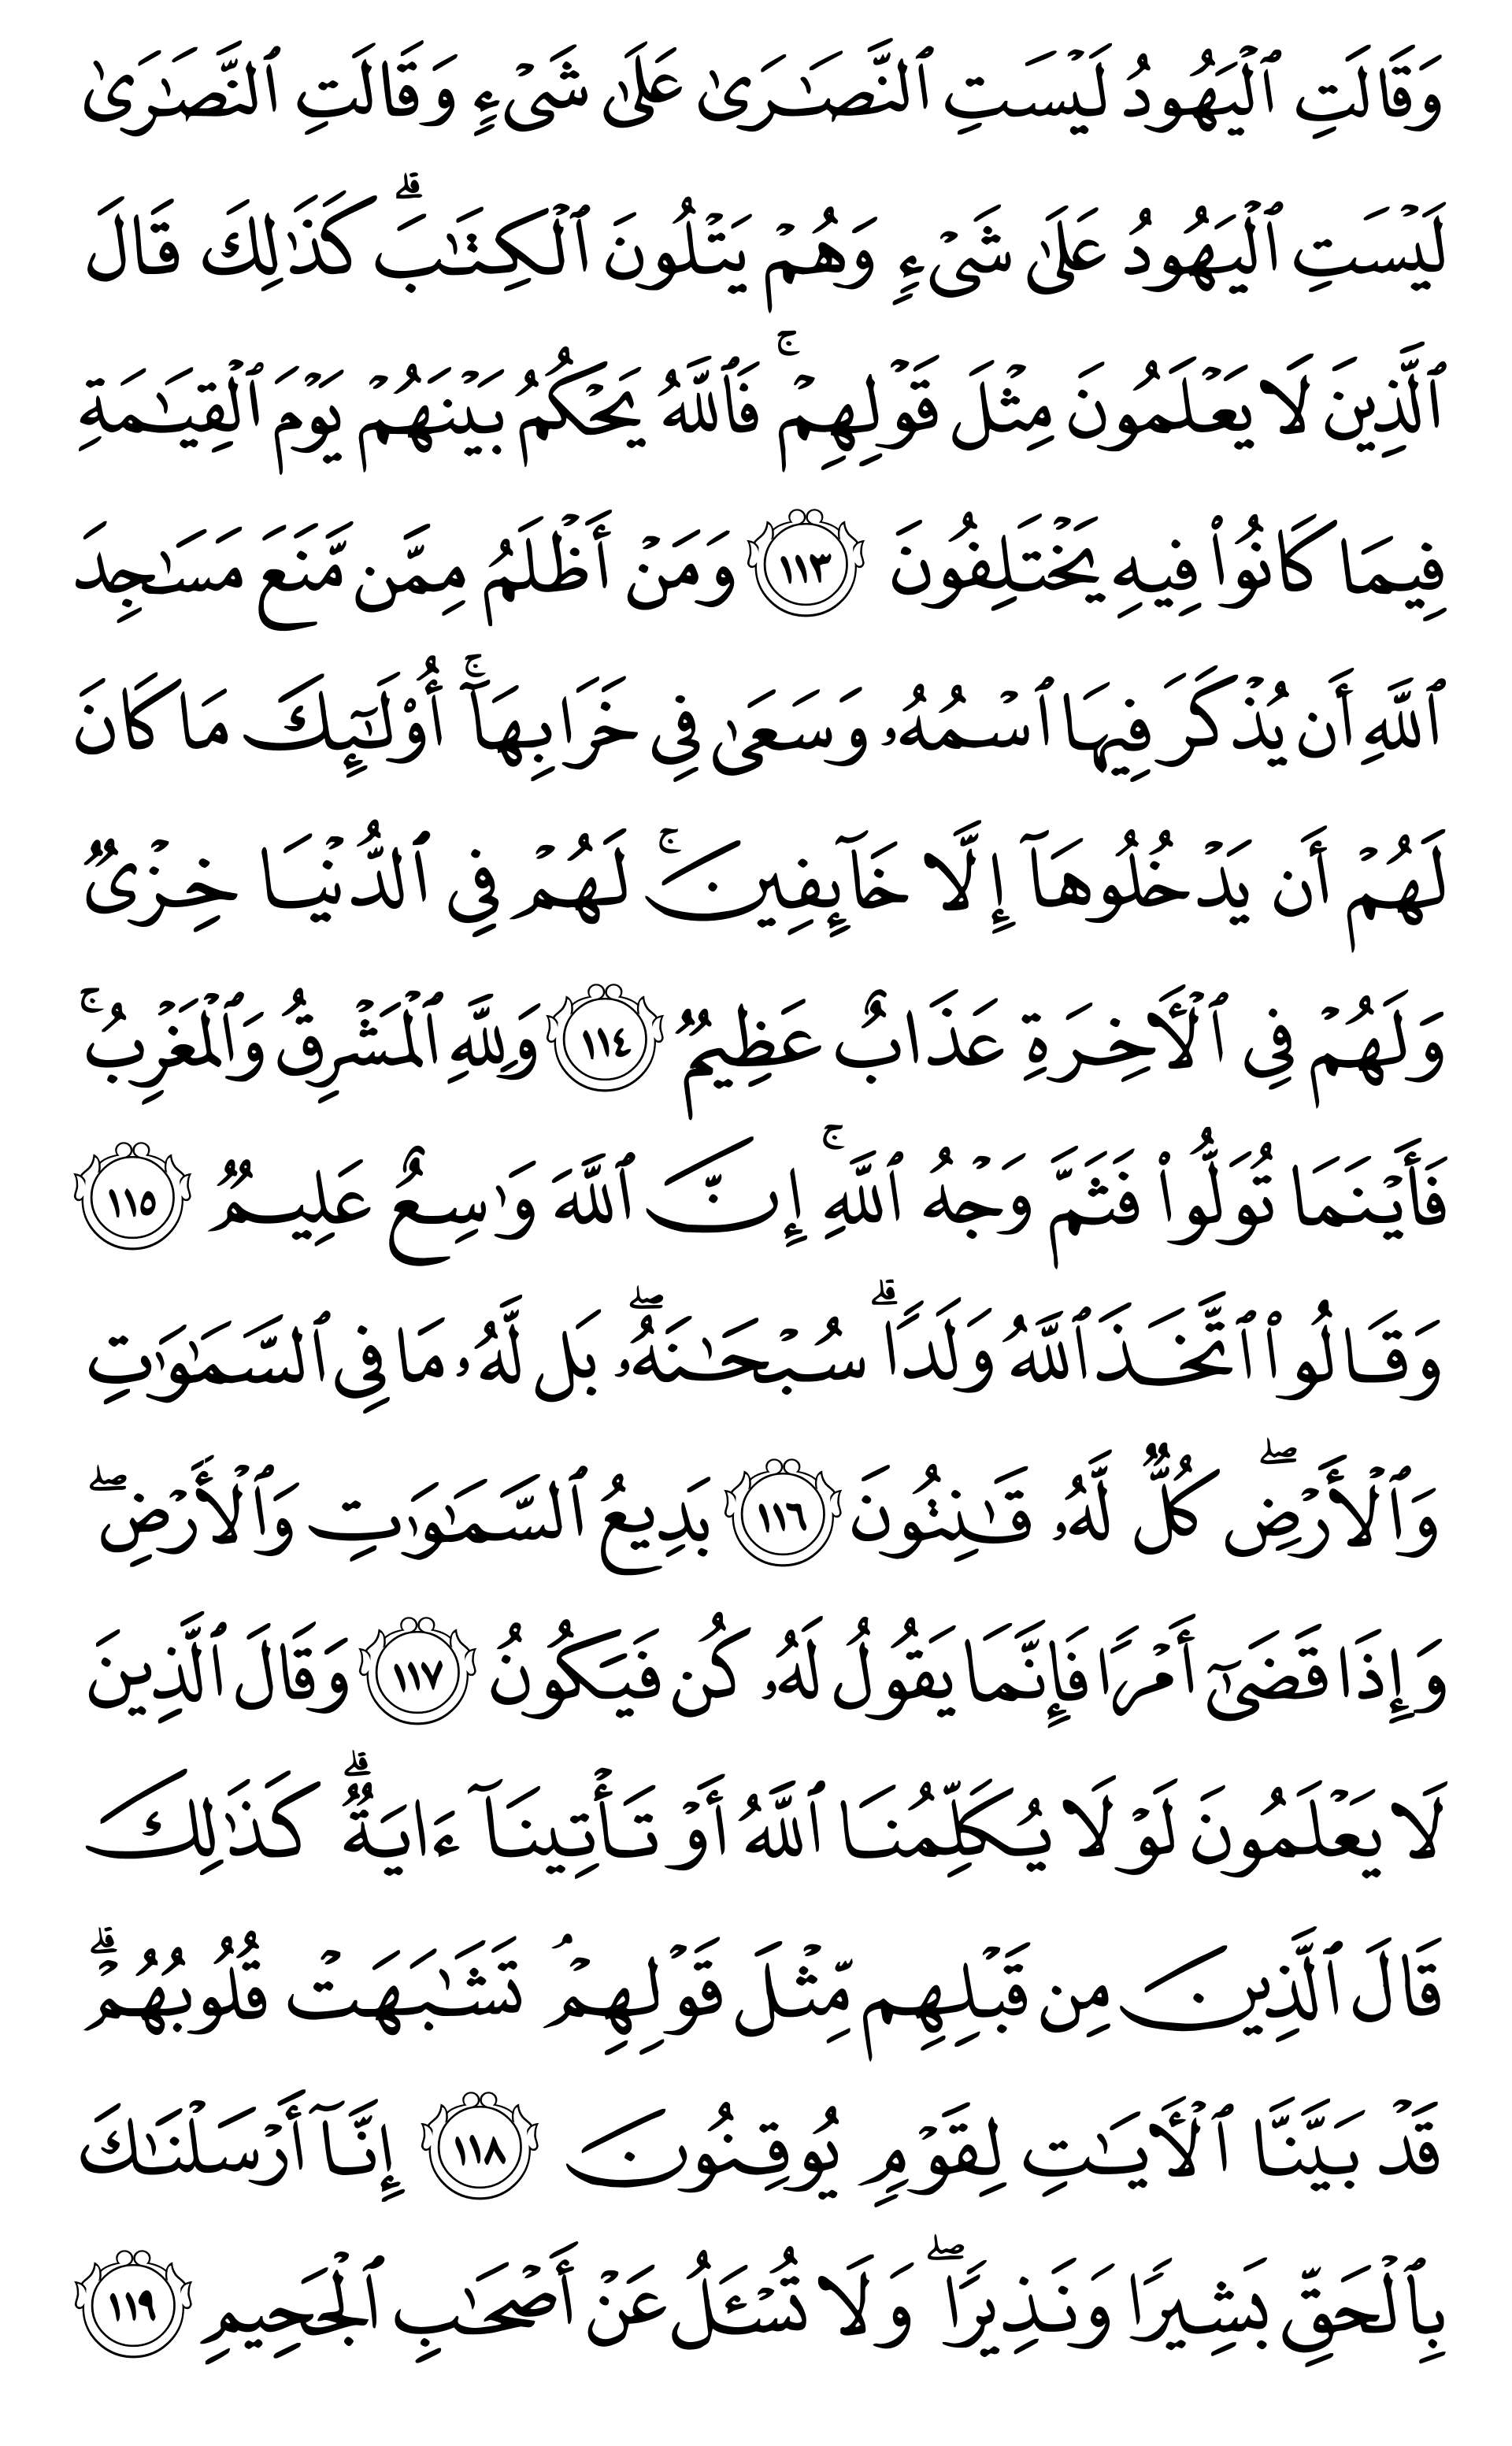 وَقَالَتِ ٱلۡيَهُودُ لَيۡسَتِ ٱلنَّصَـٰرَىٰ عَلَىٰ شَىۡءٍ وَقَالَتِ ٱلنَّصَـٰرَىٰ
لَيۡسَتِ ٱلۡيَهُودُ عَلَىٰ شَىۡءٍ وَهُمۡ يَتۡلُونَ ٱلۡكِتَـٰبَۗ كَذَٰلِكَ قَالَ
ٱلَّذِينَ لَا يَعۡلَمُونَ مِثۡلَ قَوۡلِهِمۡۚ فَٱللَّهُ يَحۡكُمُ بَيۡنَهُمۡ يَوۡمَ ٱلۡقِيَـٰمَةِ
فِيمَا كَانُوا۟ فِيهِ يَخۡتَلِفُونَ ١١٣ وَمَنۡ أَظۡلَمُ مِمَّن مَّنَعَ مَسَـٰجِدَ
ٱللَّهِ أَن يُذۡكَرَ فِيهَا ٱسۡمُهُۥ وَسَعَىٰ فِى خَرَابِهَآۚ أُو۟لَـٰٓئِكَ مَا كَانَ
لَهُمۡ أَن يَدۡخُلُوهَآ إِلَّا خَآئِفِينَۚ لَهُمۡ فِى ٱلدُّنۡيَا خِزۡىٌ
وَلَهُمۡ فِى ٱلۡأَخِرَةِ عَذَابٌ عَظِيمٌ ١١٤ وَلِلَّهِ ٱلۡمَشۡرِقُ وَٱلۡمَغۡرِبُۚ
فَأَيۡنَمَا تُوَلُّوا۟ فَثَمَّ وَجۡهُ ٱللَّهِۚ إِنَّ ٱللَّهَ وَٰسِعٌ عَلِيمٌ ١١٥
وَقَالُوا۟ ٱتَّخَذَ ٱللَّهُ وَلَدًاۗ سُبۡحَـٰنَهُۥۖ بَل لَّهُۥ مَا فِى ٱلسَّمَـٰوَٰتِ
وَٱلۡأَرۡضِۖ كُلٌّ لَّهُۥ قَـٰنِتُونَ ١١٦ بَدِيعُ ٱلسَّمَـٰوَٰتِ وَٱلۡأَرۡضِۖ
وَإِذَا قَضَىٰٓ أَمۡرًا فَإِنَّمَا يَقُولُ لَهُۥ كُن فَيَكُونُ ١١٧ وَقَالَ ٱلَّذِينَ
لَا يَعۡلَمُونَ لَوۡلَا يُكَلِّمُنَا ٱللَّهُ أَوۡ تَأۡتِينَآ ءَايَةٌۗ كَذَٰلِكَ
قَالَ ٱلَّذِينَ مِن قَبۡلِهِم مِّثۡلَ قَوۡلِهِمۡۘ تَشَـٰبَهَتۡ قُلُوبُهُمۡۗ
قَدۡ بَيَّنَّا ٱلۡأَيَـٰتِ لِقَوۡمٍ يُوقِنُونَ ١١٨ إِنَّآ أَرۡسَلۡنَـٰكَ
بِٱلۡحَقِّ بَشِيرًا وَنَذِيرًاۖ وَلَا تُسۡـَٔلُ عَنۡ أَصۡحَـٰبِ ٱلۡجَحِيمِ ١١٩